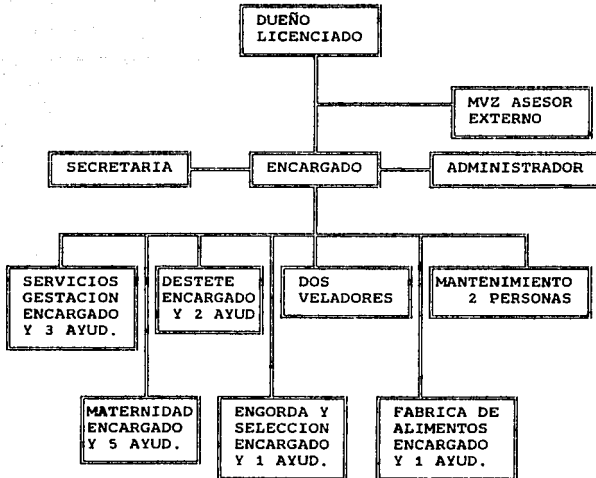 DUEÑO
LICENCIADO
MVZ ASESOR
EXTERNO
SECRETARIA
ENCARGADO
ADMINISTRADOR
SERVICIOS
GESTACION
ENCARGADO
Y 3 AYUD.
DESTETE
ENCARGADO
Y 2 AYUD
DOS
VELADORES
MANTENIMIENTO
2 PERSONAS
MATERNIDAD
ENCARGADO
Y 5 AYUD.
ENGORDA Y
SELECCION
ENCARGADO
Y 1 AYUD.
FABRICA DE
ALIMENTOS
ENCARGADO
Y 1 AYUD.